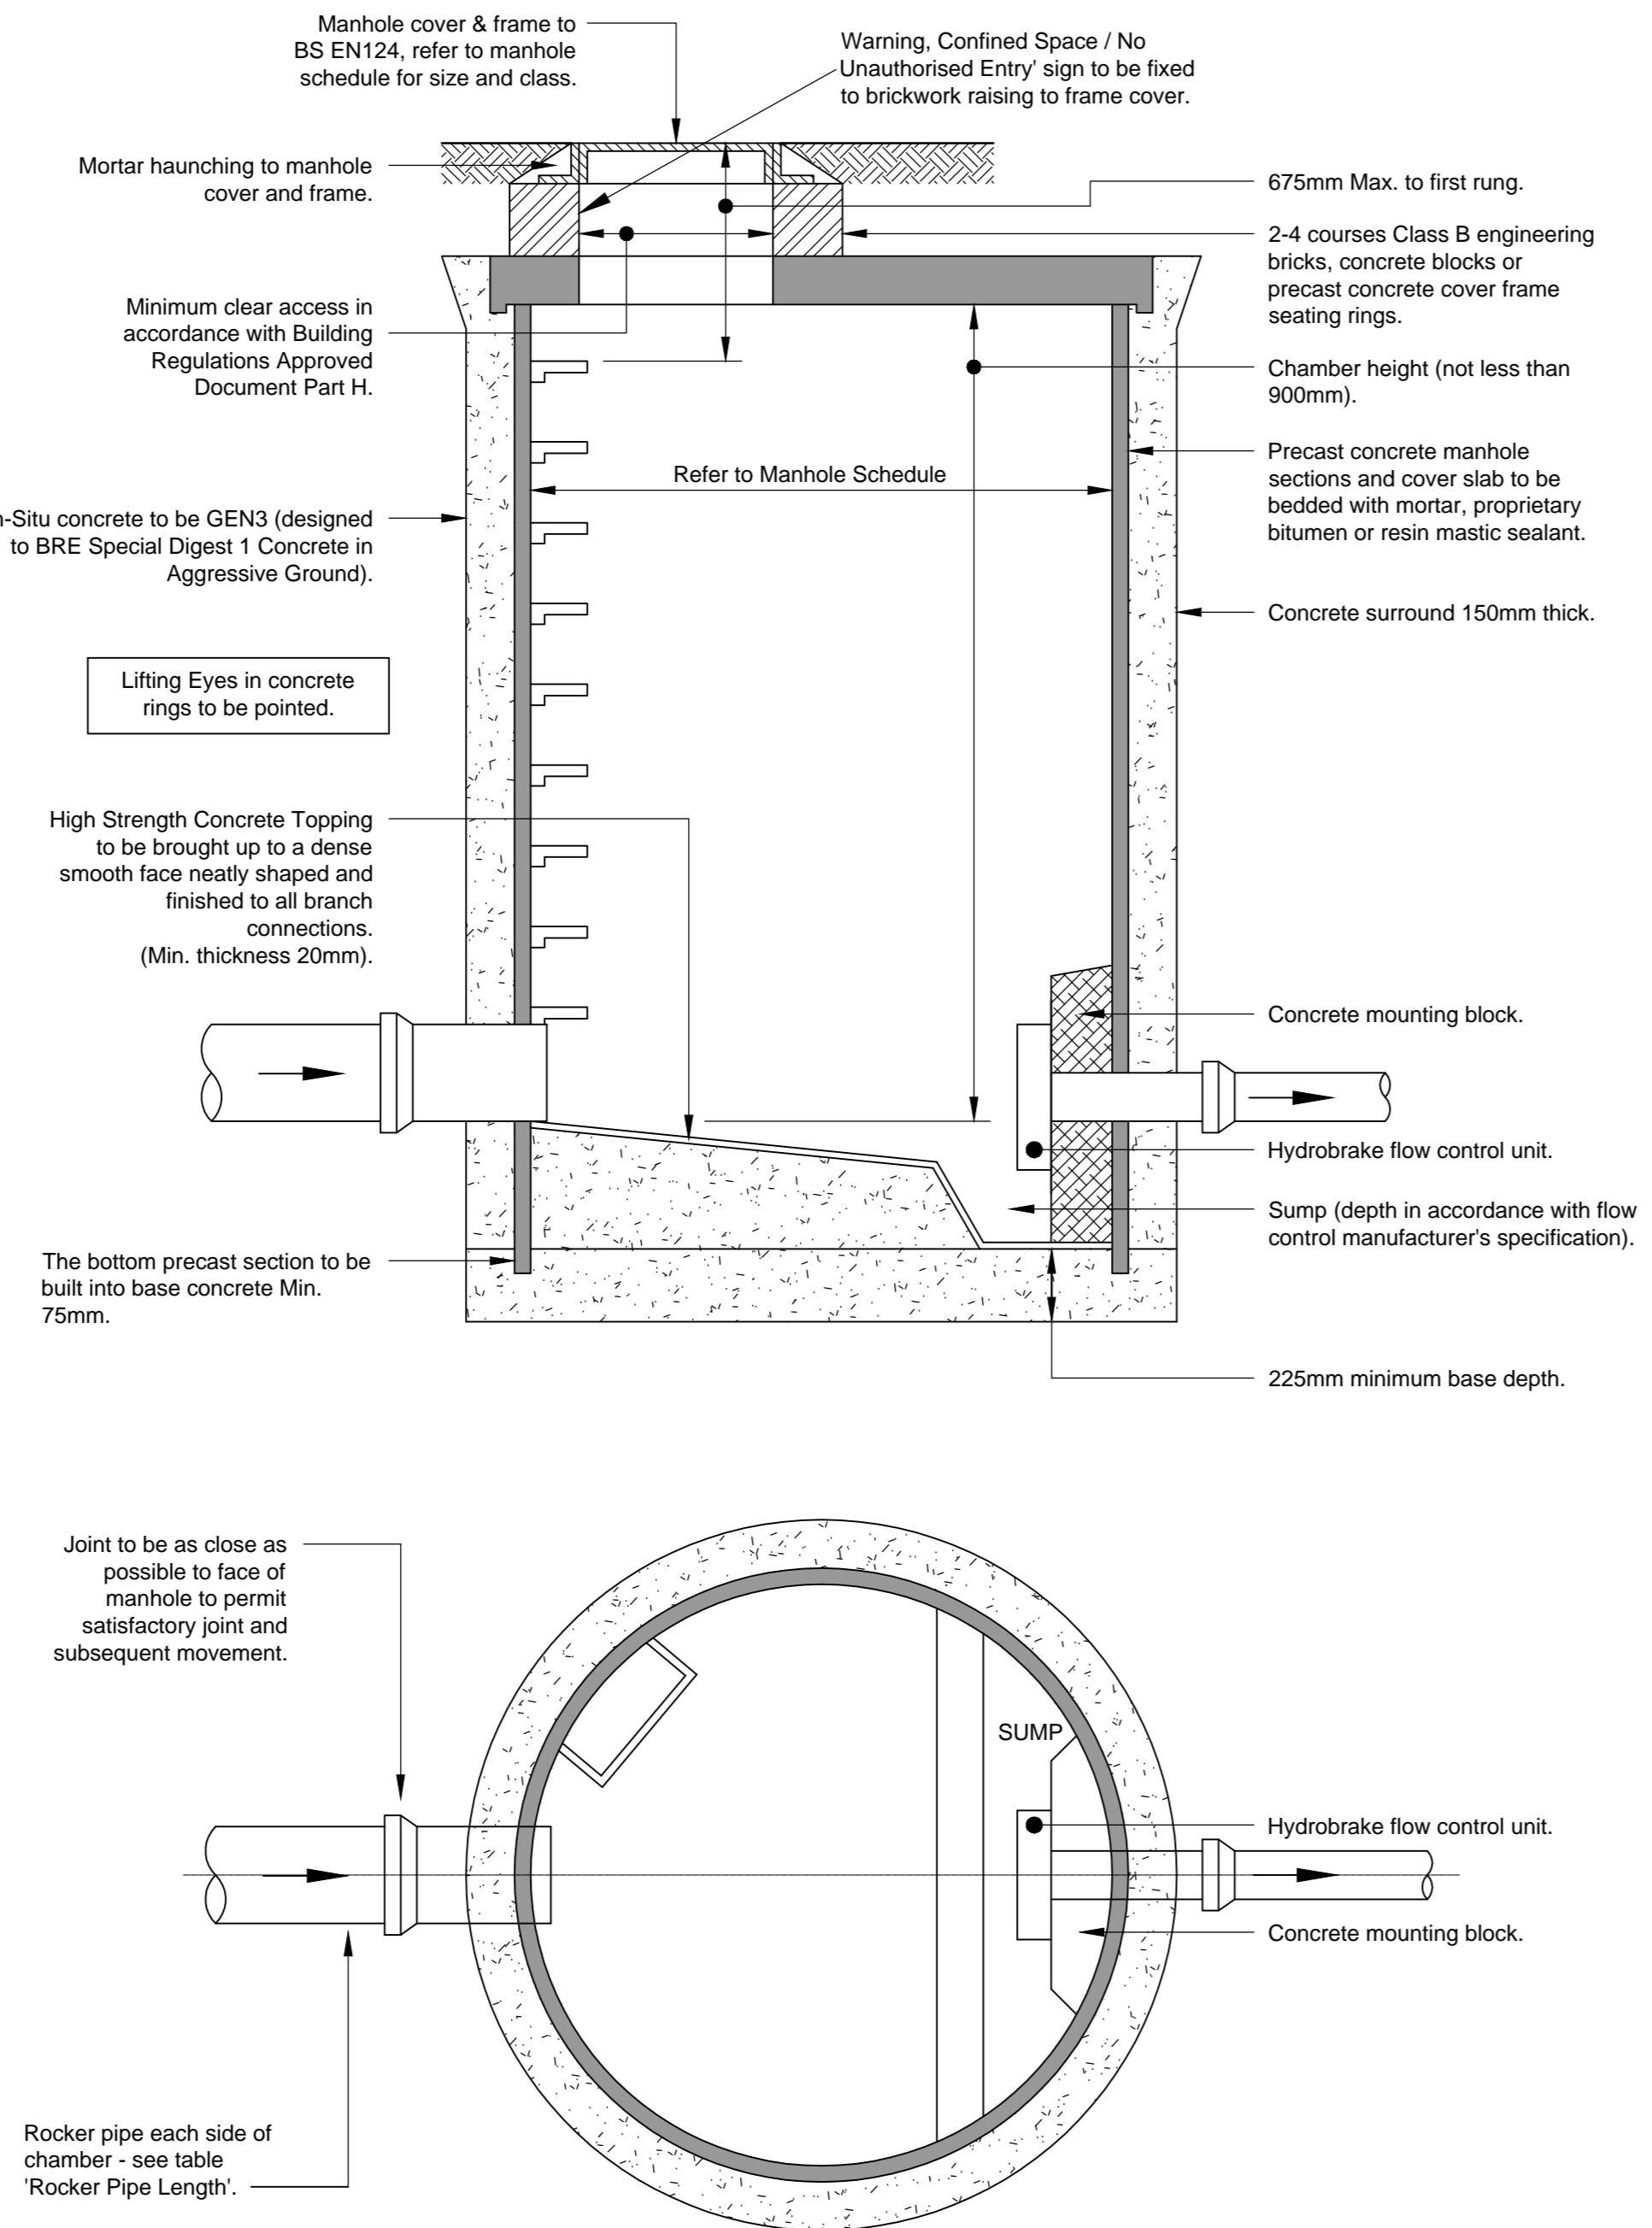 Manhole cover & frame to
BS EN124, refer to manhole
schedule for size and class.
Warning, Confined Space / No
Unauthorised Entry' sign to be fixed
to brickwork raising to frame cover.
Mortar haunching to manhole
cover and frame.
675mm Max. to first rung.
2-4 courses Class B engineering
bricks, concrete blocks or
precast concrete cover frame
seating rings.
Minimum clear access in
accordance with Building
Regulations Approved
Document Part H.
Chamber height (not less than
900mm).
Precast concrete manhole
sections and cover slab to be
bedded with mortar, proprietary
bitumen or resin mastic sealant.
Refer to Manhole Schedule
n-Situ concrete to be GEN3 (designed
to BRE Special Digest 1 Concrete in
Aggressive Ground).
Concrete surround 150mm thick.
Lifting Eyes in concrete
rings to be pointed.
High Strength Concrete Topping
to be brought up to a dense
smooth face neatly shaped and
finished to all branch
connections.
(Min. thickness 20mm).
Concrete mounting block.
Hydrobrake flow control unit.
Sump (depth in accordance with flow
control manufacturer's specification).
The bottom precast section to be
built into base concrete Min.
75mm.
225mm minimum base depth.
Joint to be as close as
possible to face of
manhole to permit
satisfactory joint and
subsequent movement.
SUMP
Hydrobrake flow control unit.
Concrete mounting block.
Rocker pipe each side of
chamber - see table
'Rocker Pipe Length'.